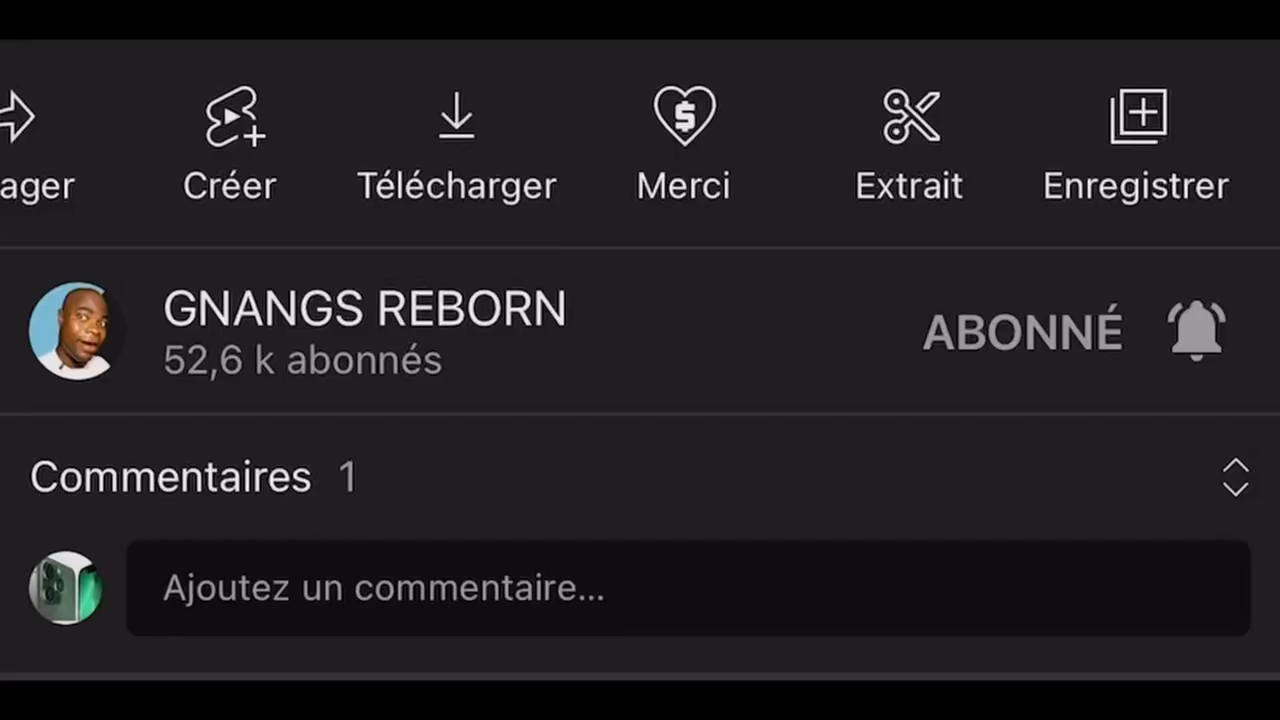 ager
Créer
Télécharger
Merci
Extrait
Enregistrer
GNANGS REBORN
52,6 k abonnés
ABONNÉ
Commentaires 1
Ajoutez un commentaire...